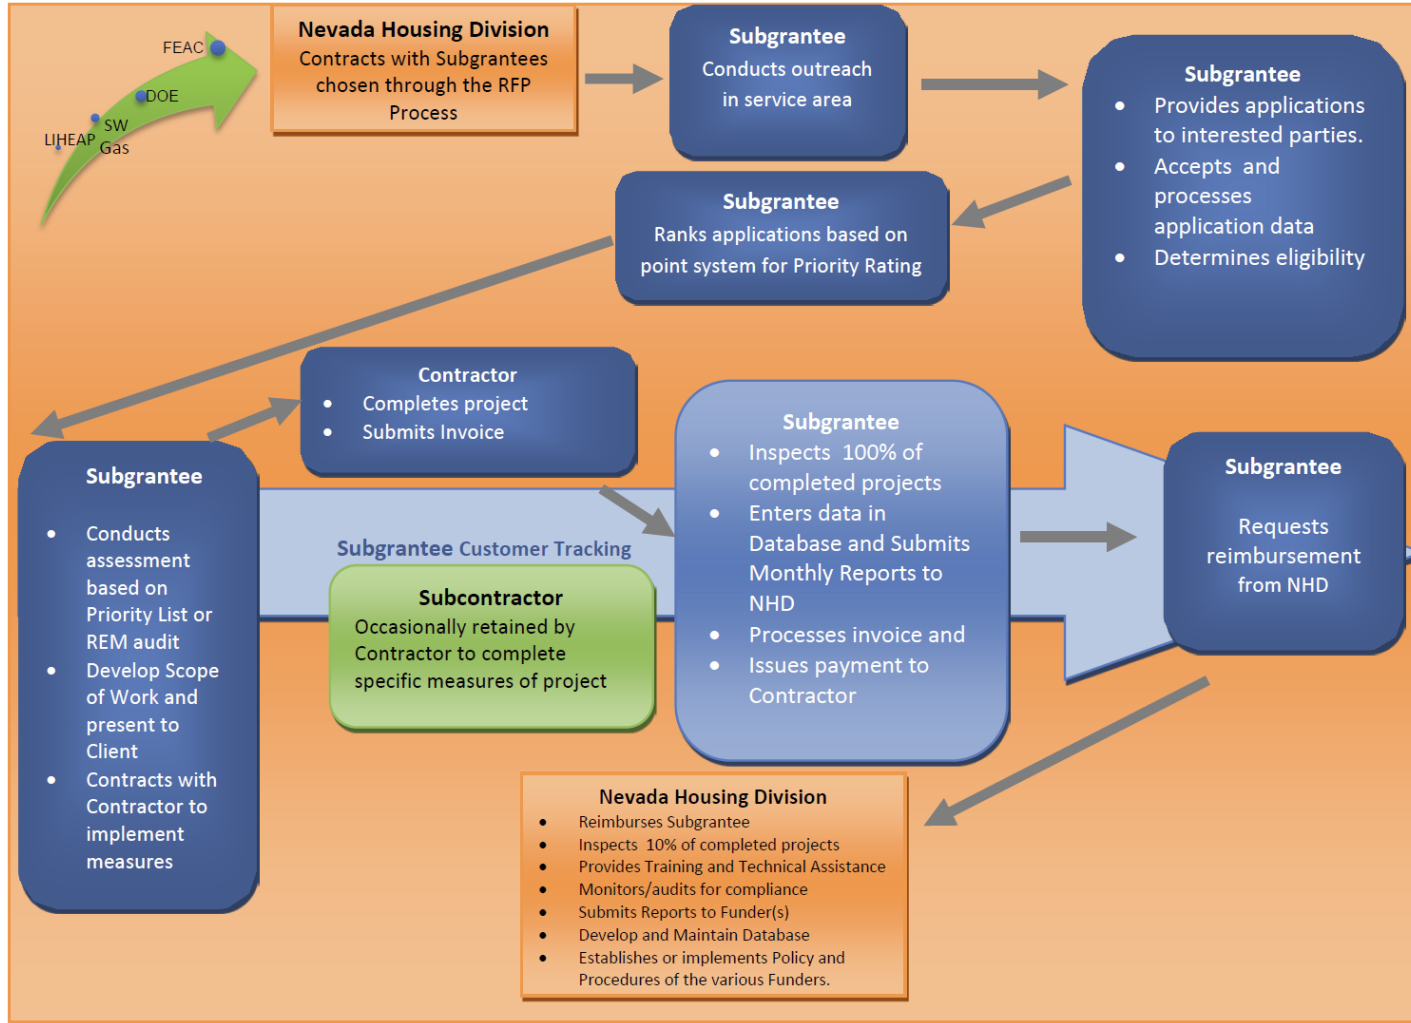 FEAC
DOE
SW
LIHEAP
Gas
Nevada Housing Division
Contracts with Subgrantees
chosen through the RFP
Process
Subgrantee
Conducts outreach
in service area
Subgrantee
• Provides applications
to interested parties.
• Accepts and
processes
application data
• Determines eligibility
Subgrantee
Ranks applications based on
point system for Priority Rating
Contractor
• Completes project
• Submits Invoice
Subgrantee
• Conducts
assessment
based on
Priority List or
REM audit
• Develop Scope
of Work and
present to
Client
• Contracts with
Contractor to
implement
measures
Subgrantee Customer Tracking
Subcontractor
Occasionally retained by
Contractor to complete
specific measures of project
Subgrantee
• Inspects 100% of
completed projects
• Enters data in
Database and Submits
Monthly Reports to
NHD
• Processes invoice and
• Issues payment to
Contractor
Subgrantee
Requests
reimbursement
from NHD
Nevada Housing Division
• Reimburses Subgrantee
• Inspects 10% of completed projects
• Provides Training and Technical Assistance
• Monitors/audits for compliance
• Submits Reports to Funder(s)
• Develop and Maintain Database
• Establishes or implements Policy and
Procedures of the various Funders.